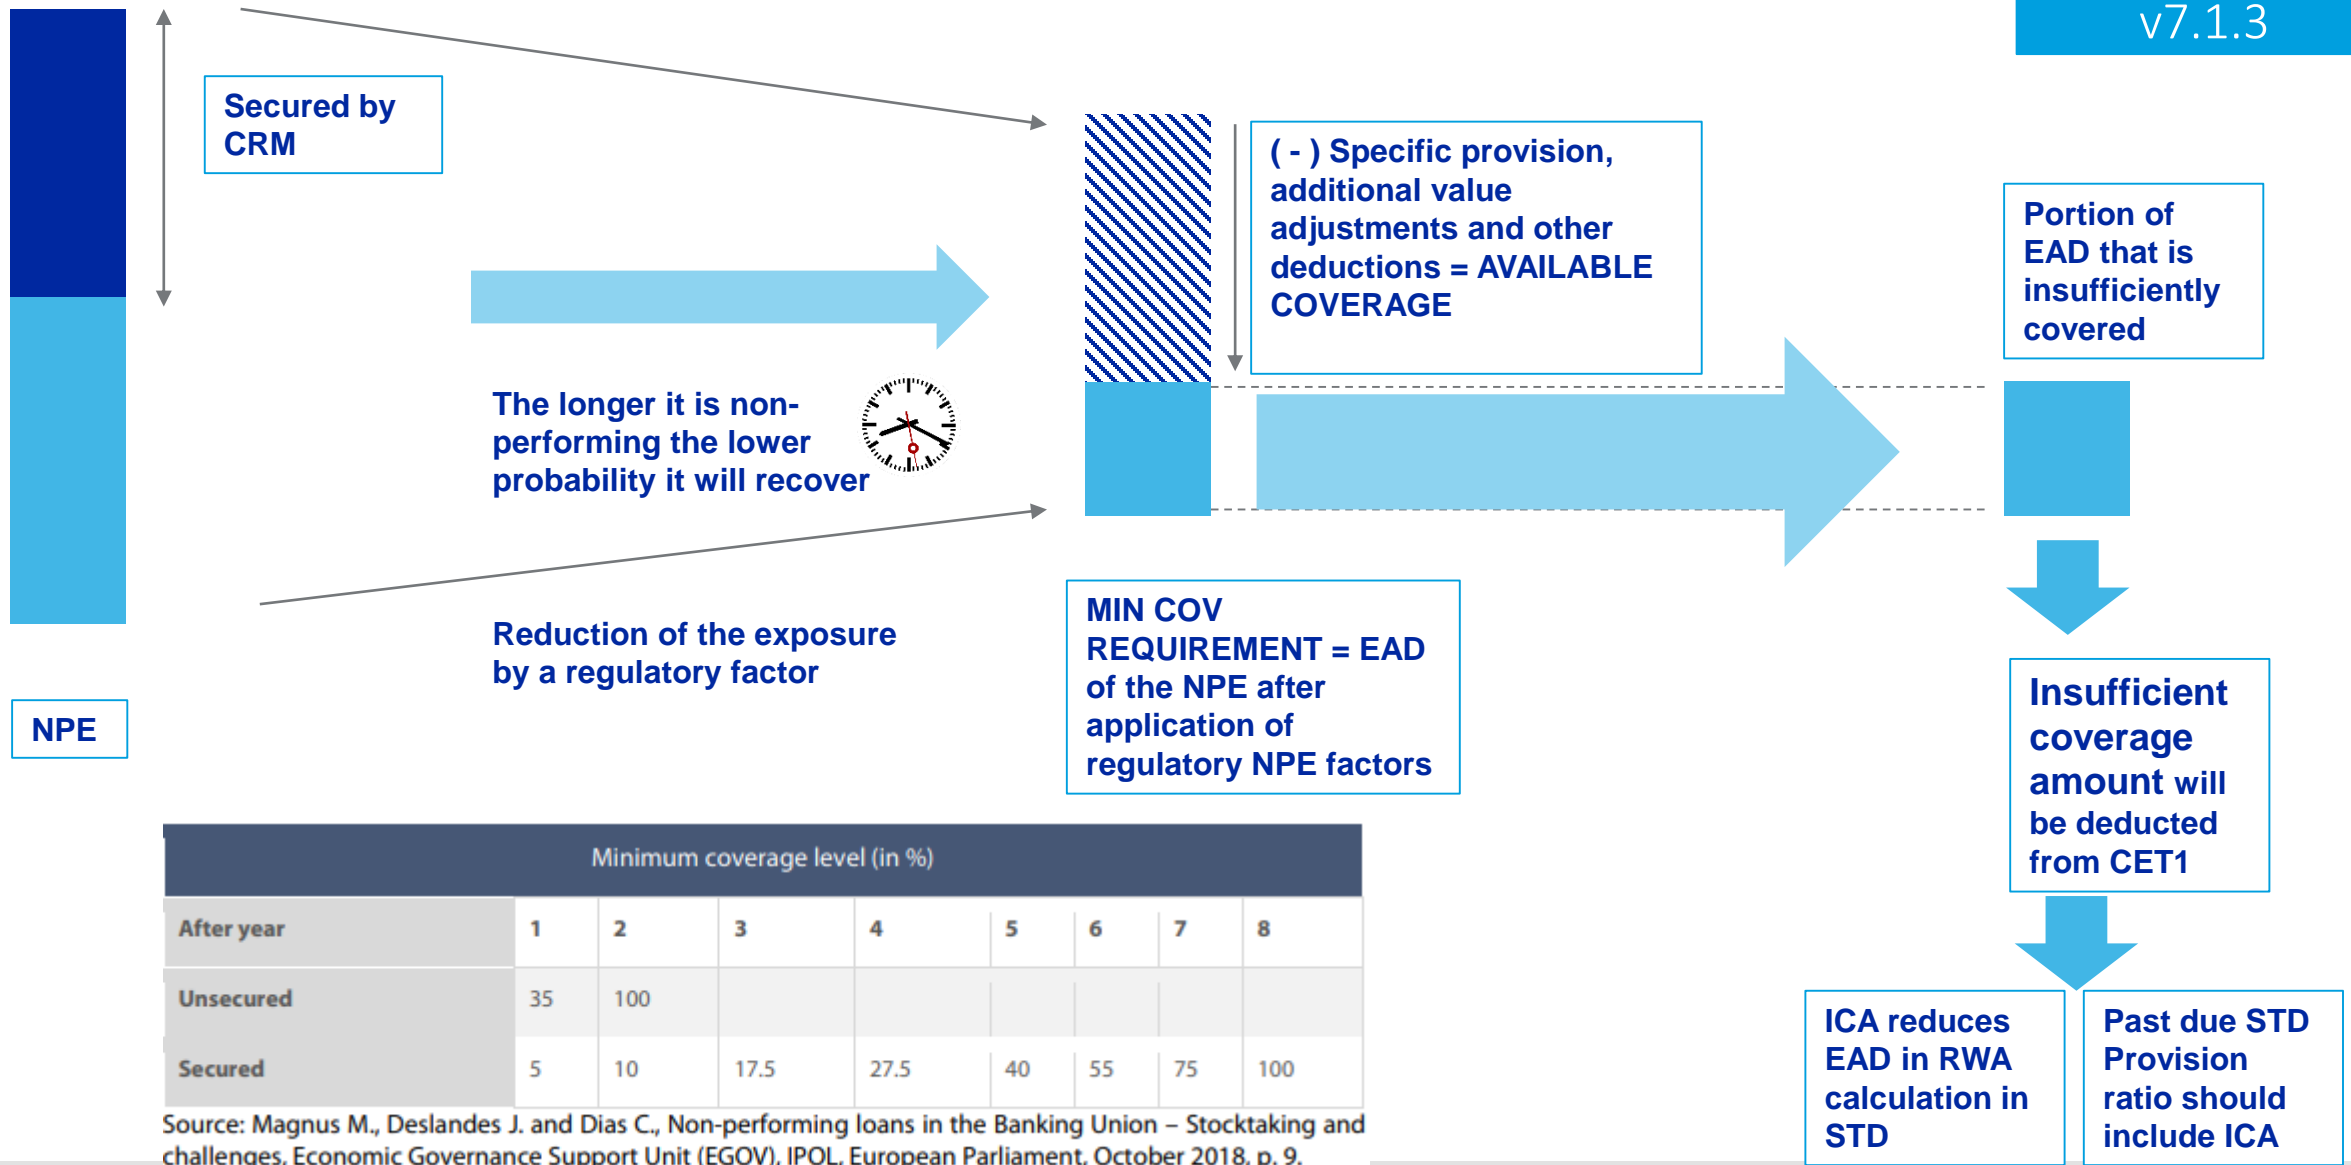 v7.1.3
Secured by
CRM
( - ) Specific provision,
additional value
adjustments and other
deductions = AVAILABLE
COVERAGE
Portion of
EAD that is
insufficiently
covered
The longer it is non-
performing the lower
probability it will recover
Reduction of the exposure
by a regulatory factor
NPE
MIN COV
REQUIREMENT = EAD
of the NPE after
application of
regulatory NPE factors
Insufficient
coverage
amount will
be deducted
from CET1
ICA reduces
EAD in RWA
calculation in
STD
Past due STD
Provision
ratio should
include ICA
Minimum coverage level (in %)
After year 1 2 3 4 5 6 7 8
Unsecured 35 100
Secured 5 10 17.5 27.5 40 55 75 100
Source: Magnus M., Deslandes J. and Dias C., Non-performing loans in the Banking Union – Stocktaking and
challenges, Economic Governance Support Unit (EGOV), IPOL, European Parliament, October 2018, p. 9.